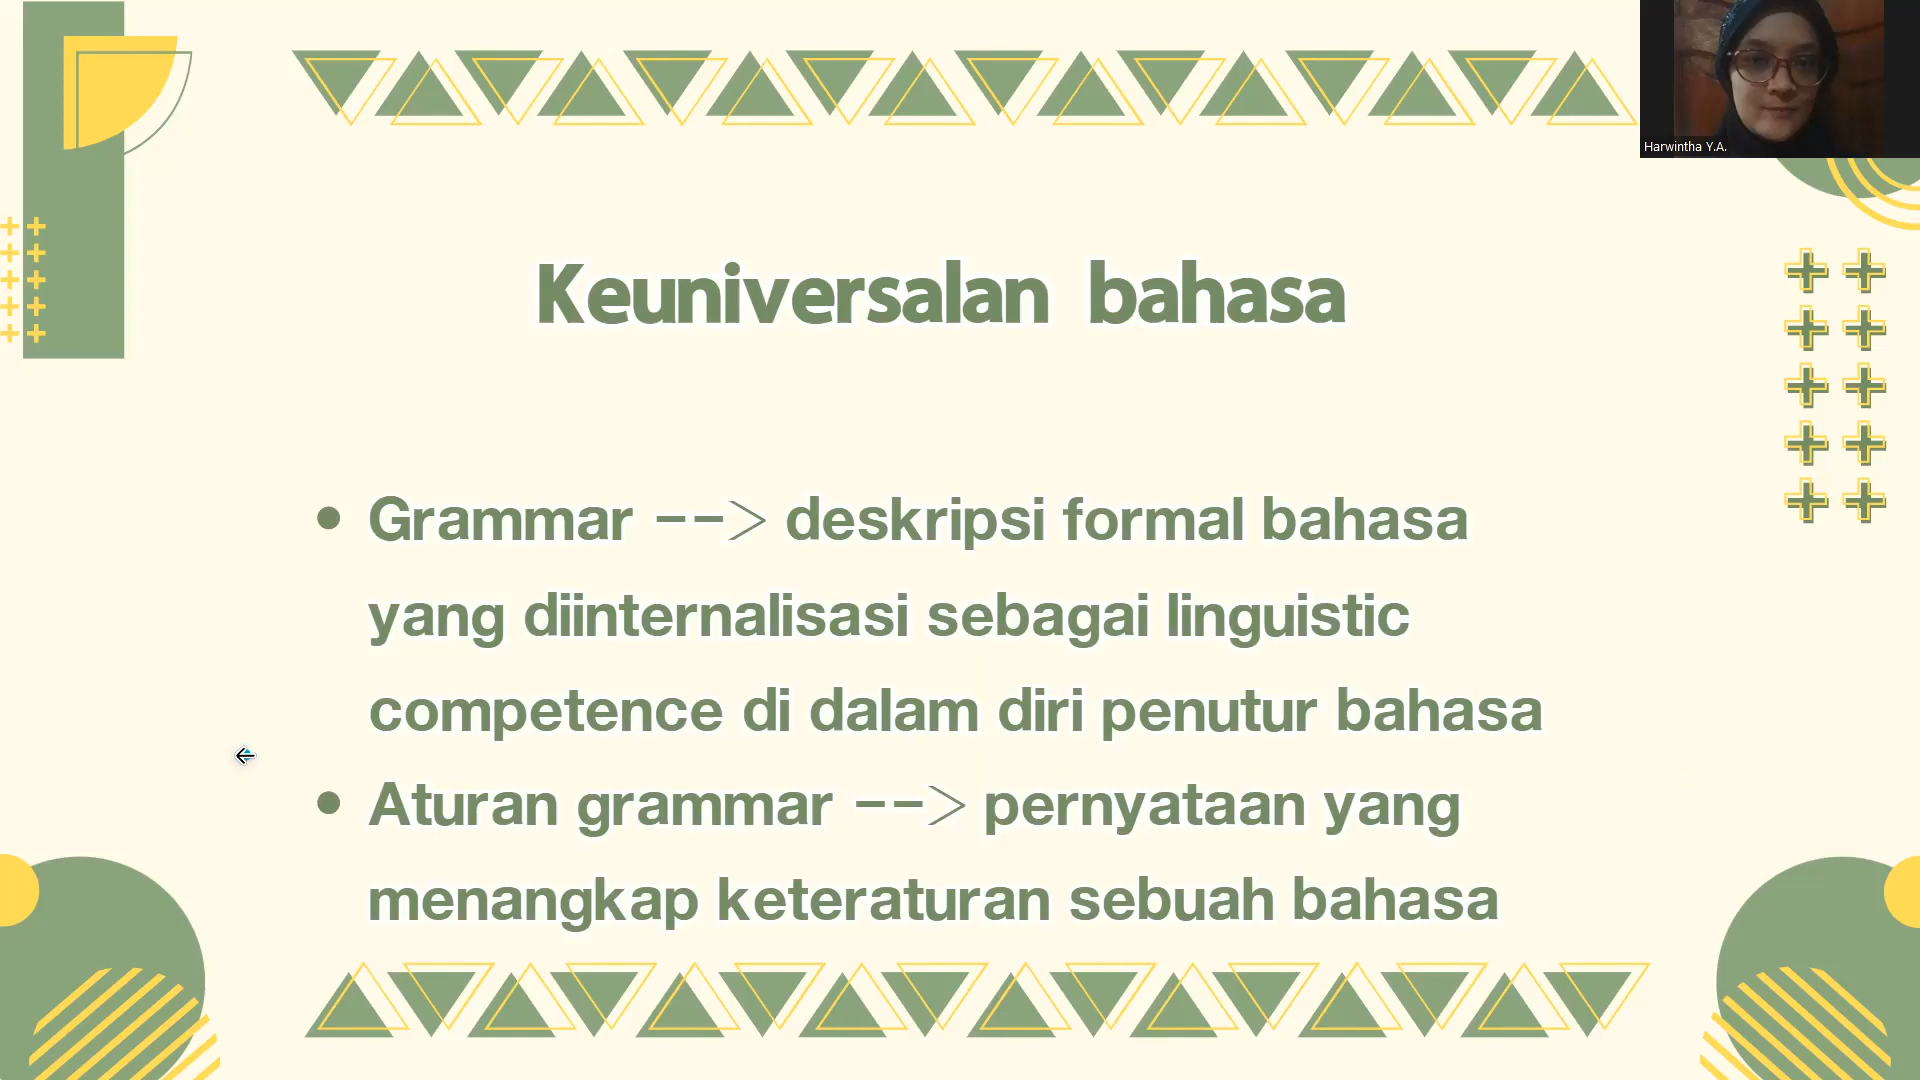 Harwintha Y.A.
Keuniversalan bahasa
• Grammar --> deskripsi formal bahasa
yang diinternalisasi sebagai linguistic
competence di dalam diri penutur bahasa
• Aturan grammar --> pernyataan yang
menangkap keteraturan sebuah bahasa